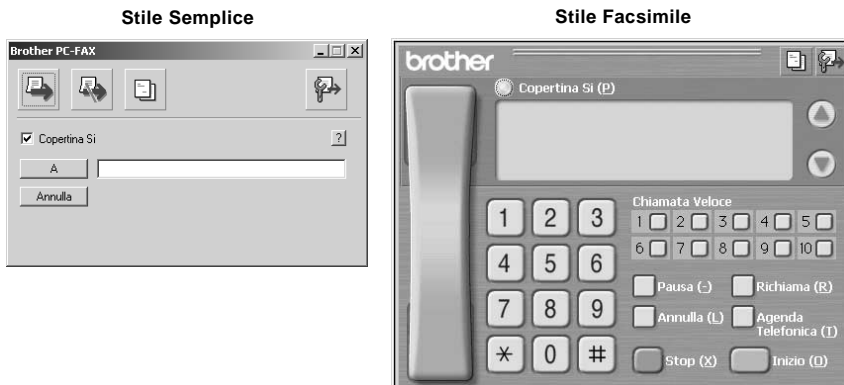 Stile Semplice
Brother PC-FAX
Copertina Si
?
A
Annulla
Stile Facsimile
brother
Copertina Si (P)
1 2 3
4 5 6
7 8 9
* 0 #
Chiamata Veloce
1 2 3 4 5
6 7 8 9 10
Pausa (-) Richiama (R)
Annulla (L) Agenda
Telefonica (T)
Stop (X) Inizio (O)